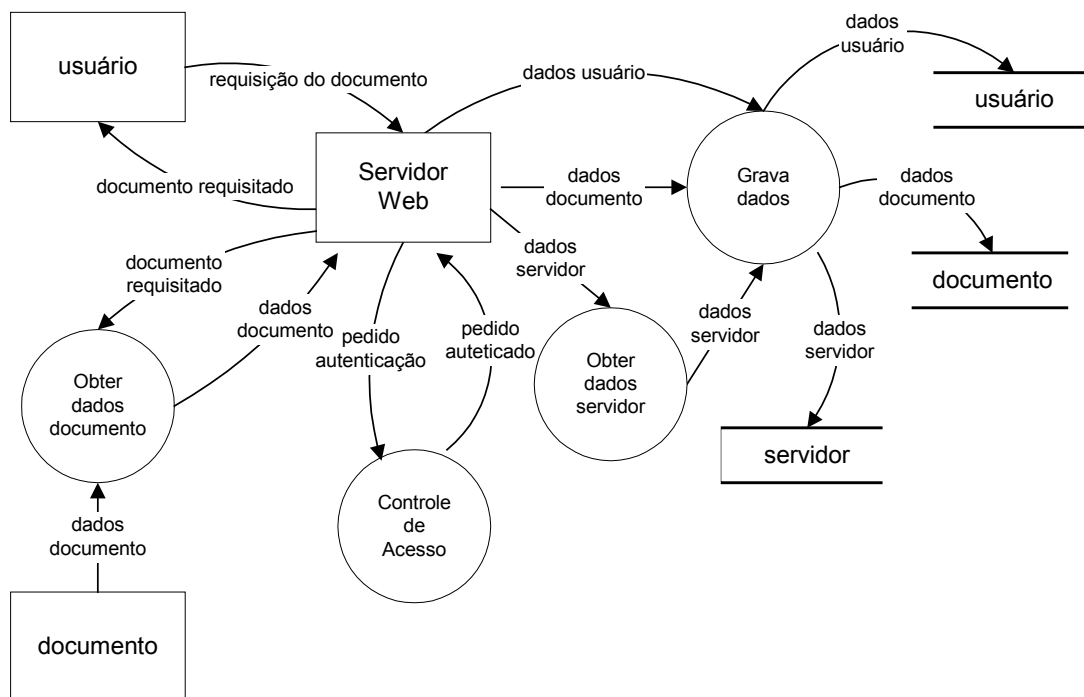 dados
usuário
usuário
requisição do documento
dados usuário
usuário
documento requisitado
Servidor
Web
dados
documento
Grava
dados
dados
documento
documento
requisitado
dados
servidor
documento
dados
documento
pedido
autenticação
pedido
auteticado
dados
servidor
dados
servidor
Obter
dados
documento
Obter
dados
servidor
servidor
Controle
de
Acesso
dados
documento
documento